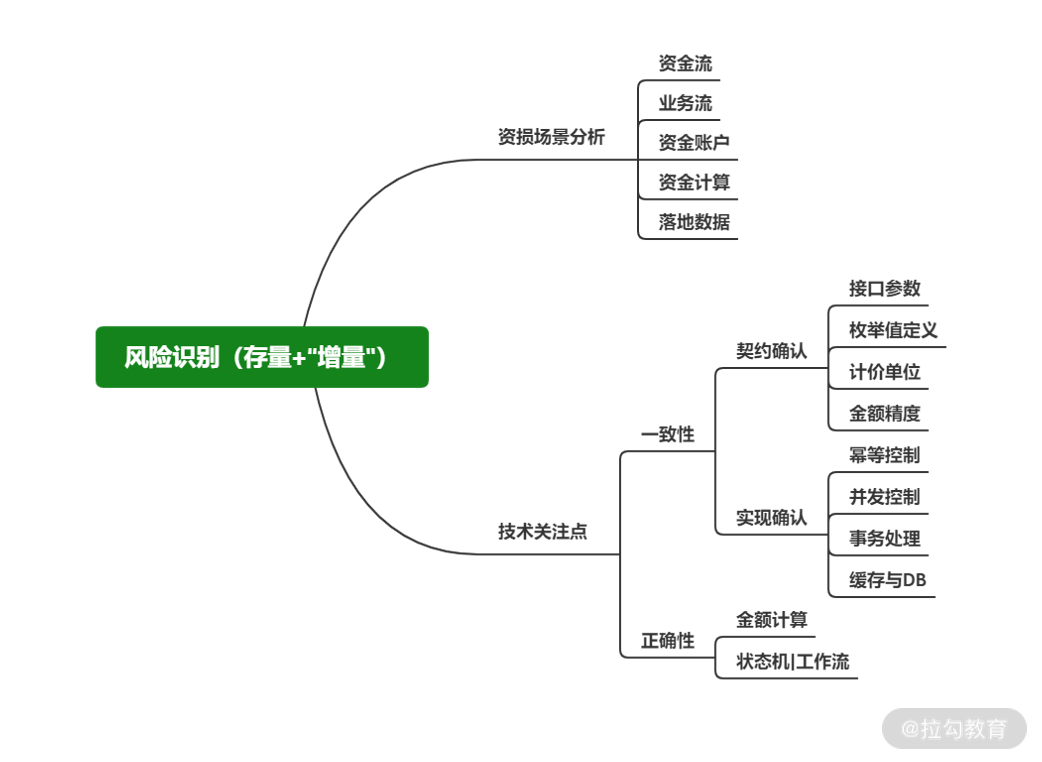 风险识别（存量+"增量"）
资损场景分析
资金流
业务流
资金账户
资金计算
落地数据
技术关注点
一致性
契约确认
接口参数
枚举值定义
计价单位
金额精度
实现确认
幂等控制
并发控制
事务处理
缓存与DB
正确性
金额计算
状态机|工作流
@拉勾教育